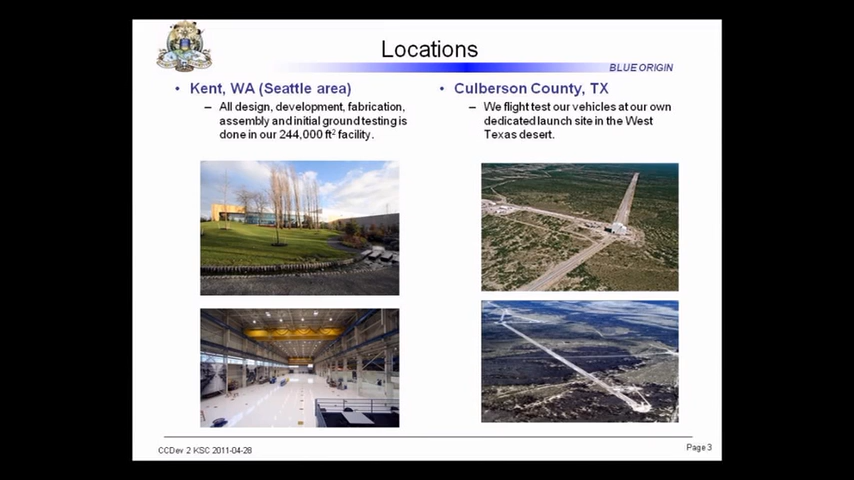 Locations
BLUE ORIGIN
• Kent, WA (Seattle area)
– All design, development, fabrication,
assembly and initial ground testing is
done in our 244,000 ft² facility.
• Culberson County, TX
– We flight test our vehicles at our own
dedicated launch site in the West
Texas desert.
CCDev 2 KSC 2011-04-28
Page 3